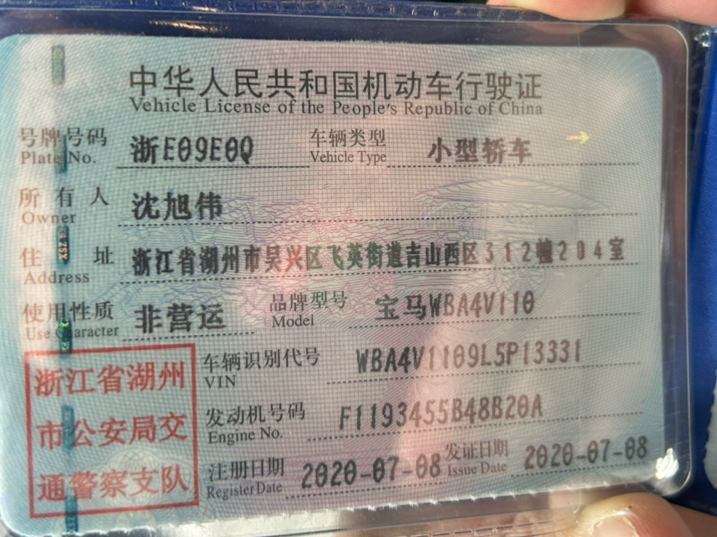 中华人民共和国机动车行驶证
Vehicle License of the People's Republic of China
号牌号码 浙E09E0Q 车辆类型 小型轿车
Plate No. Vehicle Type
所有人 沈旭伟
Owner
住址 浙江省湖州市吴兴区飞英街道吉山西区312幢204室
Address
使用性质 非营运 品牌型号 宝马WBA4V110
Use Character Model
车辆识别代号 WBA4V1109L5P13331
VIN
发动机号码 F1193455B48B20A
Engine No.
注册日期 2020-07-08 发证日期 2020-07-08
Register Date Issue Date
浙江省湖州
市公安局交
通警察支队